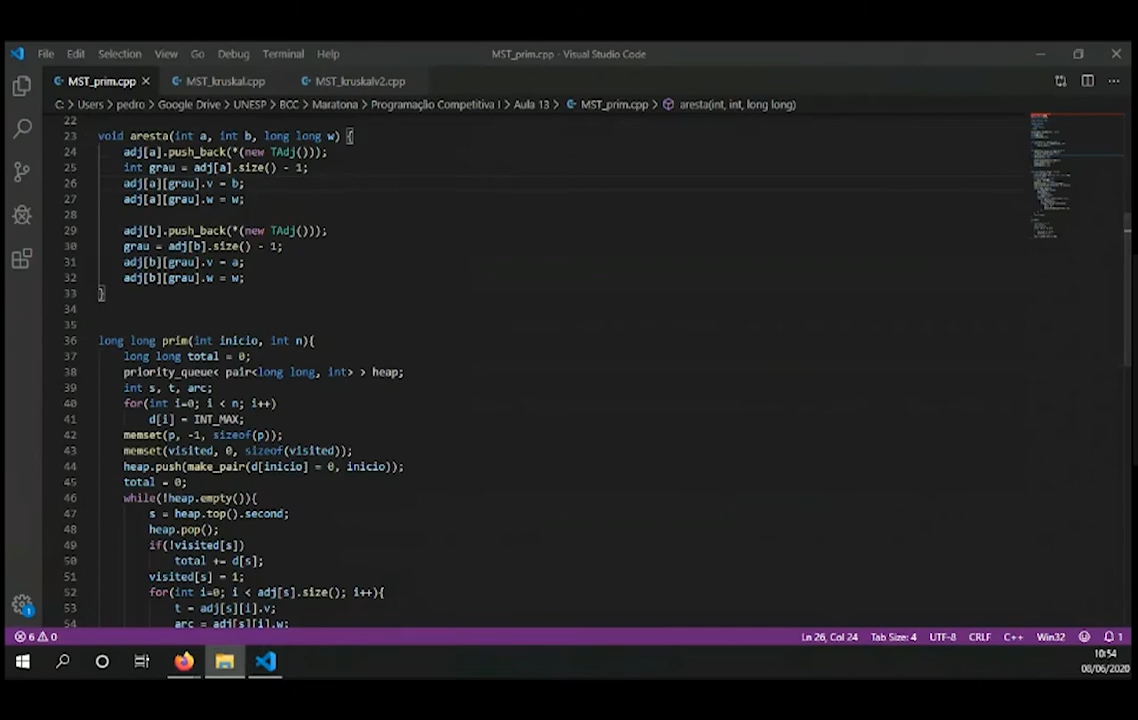 File Edit Selection View Go Debug Terminal Help MST_prim.cpp - Visual Studio Code
MST_prim.cpp MST_kruskal.cpp MST_kruskalv2.cpp
C: > Users > pedro > Google Drive > UNESP > BCC > Maratona > Programação Competitiva I > Aula 13 > MST_prim.cpp > aresta(int, int, long long)
22
23 void aresta(int a, int b, long long w) {
24 adj[a].push_back(*(new TAdj()));
25 int grau = adj[a].size() - 1;
26 adj[a][grau].v = b;
27 adj[a][grau].w = w;
28
29 adj[b].push_back(*(new TAdj()));
30 grau = adj[b].size() - 1;
31 adj[b][grau].v = a;
32 adj[b][grau].w = w;
33 }
34
35
36 long long prim(int inicio, int n){
37 long long total = 0;
38 priority_queue< pair<long long, int> > heap;
39 int s, t, arc;
40 for(int i=0; i < n; i++)
41 d[i] = INT_MAX;
42 memset(p, -1, sizeof(p));
43 memset(visited, 0, sizeof(visited));
44 heap.push(make_pair(d[inicio] = 0, inicio));
45 total = 0;
46 while(!heap.empty()){
47 s = heap.top().second;
48 heap.pop();
49 if(!visited[s])
50 total += d[s];
51 visited[s] = 1;
52 for(int i=0; i < adj[s].size(); i++){
53 t = adj[s][i].v;
54 arc = adj[s][i].w;
6 0 Ln 26, Col 24 Tab Size: 4 UTF-8 CRLF C++ Win32 1
10:54
08/06/2020